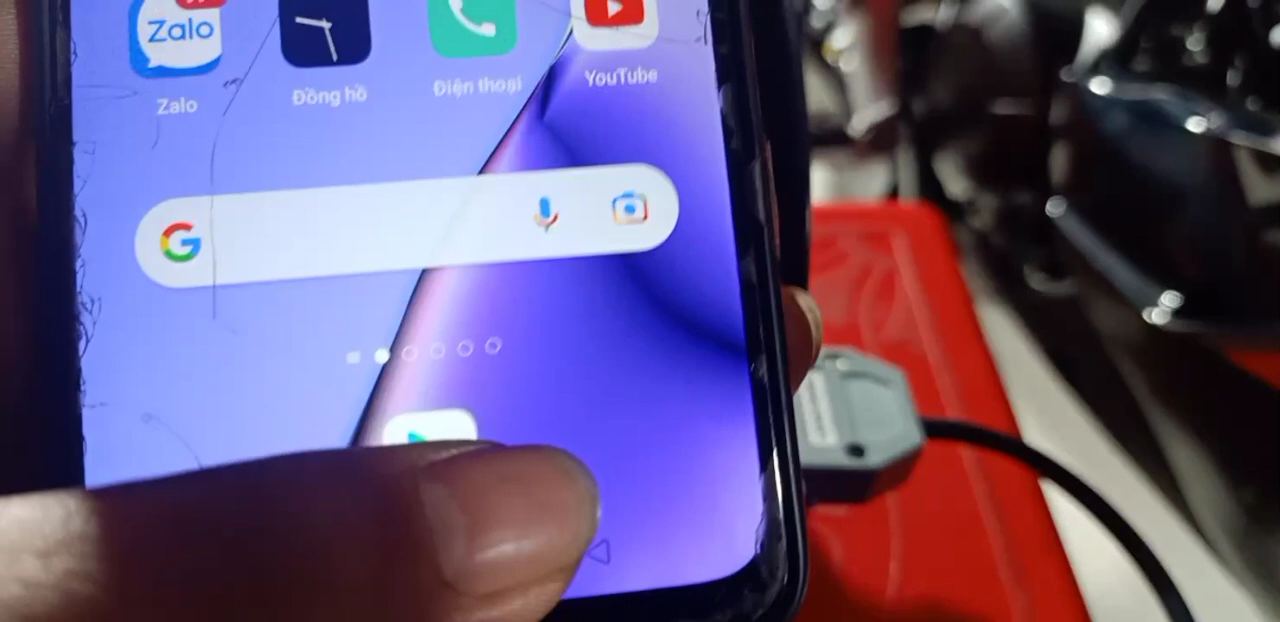 Zalo
Zalo
Đồng hồ
Điện thoại
YouTube
G